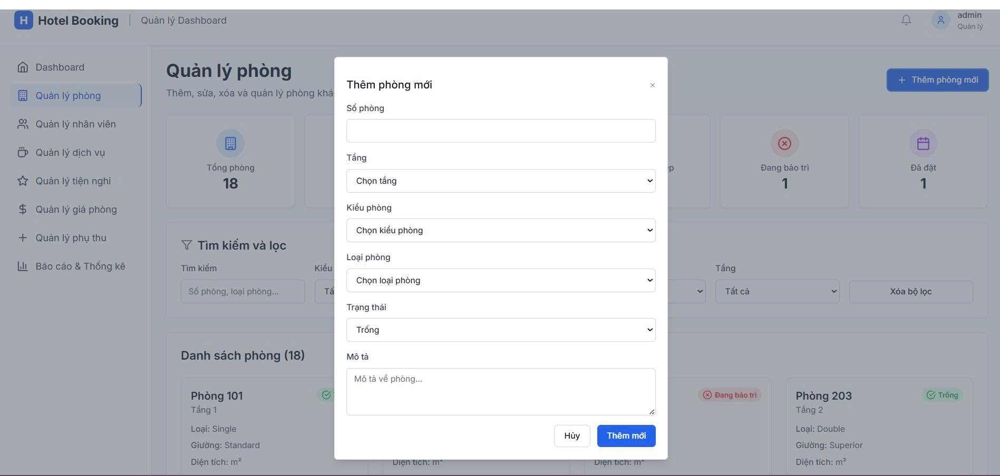 H Hotel Booking Quản lý Dashboard
admin
Quản lý
Dashboard
Quản lý phòng
Quản lý nhân viên
Quản lý dịch vụ
Quản lý tiện nghi
Quản lý giá phòng
Quản lý phụ thu
Báo cáo & Thống kê
Quản lý phòng
Thêm, sửa, xóa và quản lý phòng
+ Thêm phòng mới
Tổng phòng
18
Đang bảo trì
1
Đã đặt
1
Tìm kiếm và lọc
Tìm kiếm
Số phòng, loại phòng...
Kiểu
Tầng
Tất cả
Xóa bộ lọc
Danh sách phòng (18)
Phòng 101
Tầng 1
Loại: Single
Giường: Standard
Diện tích: m²
Diện tích: m²
Đang bảo trì
Diện tích: m²
Phòng 203
Trống
Tầng 2
Loại: Double
Giường: Superior
Diện tích: m²
Thêm phòng mới
×
Số phòng
Tầng
Chọn tầng
Kiểu phòng
Chọn kiểu phòng
Loại phòng
Chọn loại phòng
Trạng thái
Trống
Mô tả
Mô tả về phòng...
Hủy
Thêm mới